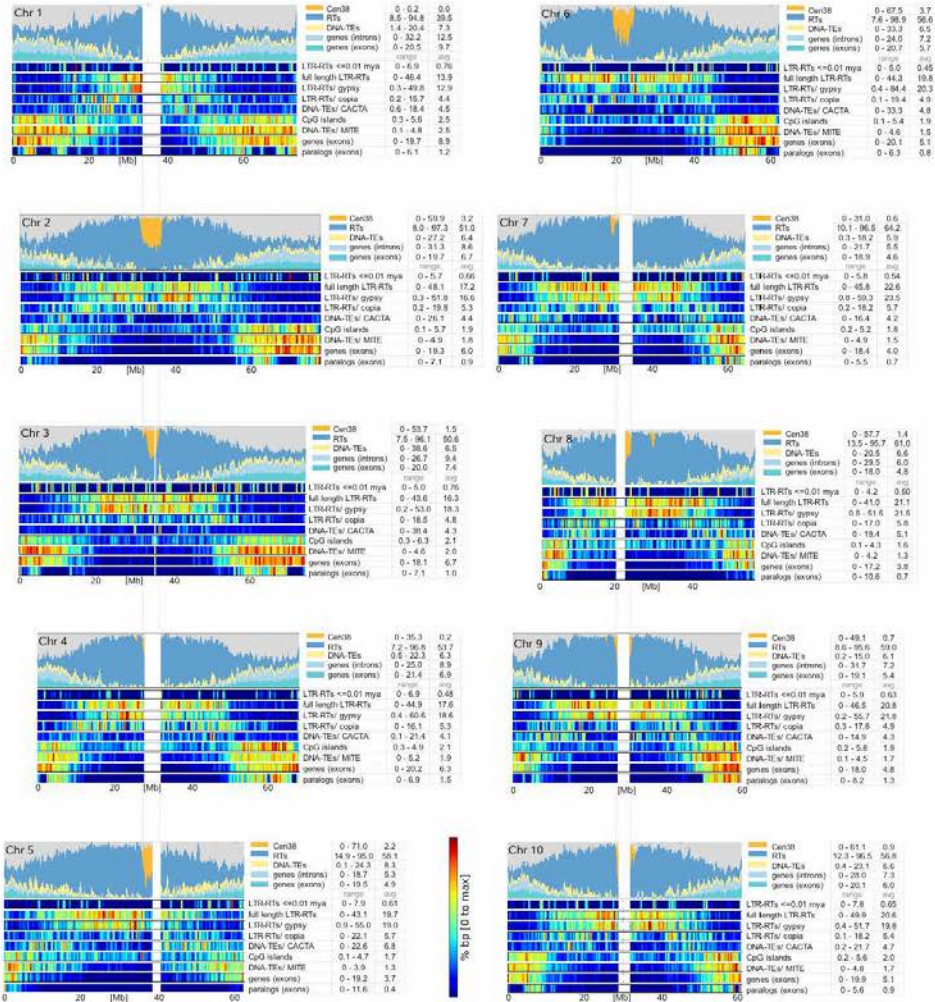 Chr 1
Cen38 0 - 0.2 0.0
RTs 8.5 - 94.8 39.5
DNA-TEs 1.4 - 20.4 7.3
genes (introns) 0 - 32.2 12.5
genes (exons) 0 - 20.5 9.7
range avg
LTR-RTs <=0.01 mya 0 - 6.9 0.76
full length LTR-RTs 0 - 46.4 13.9
LTR-RTs/ gypsy 0.3 - 49.8 12.9
LTR-RTs/ copia 0.2 - 15.7 4.4
DNA-TEs/ CACTA 0.6 - 18.4 4.5
CpG islands 0.3 - 5.6 2.5
DNA-TEs/ MITE 0.1 - 4.8 2.5
genes (exons) 0 - 19.7 8.9
paralogs (exons) 0 - 6.1 1.2
0 20 [Mb] 40 60
Chr 6
Cen38 0 - 67.5 3.7
RTs 7.6 - 98.9 56.6
DNA-TEs 0 - 33.3 6.5
genes (introns) 0 - 24.0 7.2
genes (exons) 0 - 20.7 5.7
range avg
LTR-RTs <=0.01 mya 0 - 5.0 0.45
full length LTR-RTs 0 - 44.3 20.3
LTR-RTs/ gypsy 0.4 - 64.4 20.8
LTR-RTs/ copia 0.1 - 19.4 4.9
DNA-TEs/ CACTA 0 - 33.3 4.8
CpG islands 0.1 - 5.4 1.9
DNA-TEs/ MITE 0 - 4.6 1.5
genes (exons) 0 - 20.1 5.1
paralogs (exons) 0 - 6.3 0.8
0 20 [Mb] 40 60
Chr 2
Cen38 0 - 59.9 3.2
RTs 8.0 - 97.3 51.0
DNA-TEs 0 - 27.2 6.4
genes (introns) 0 - 31.3 8.6
genes (exons) 0 - 19.7 6.7
range avg
LTR-RTs <=0.01 mya 0 - 5.7 0.66
full length LTR-RTs 0 - 48.1 17.2
LTR-RTs/ gypsy 0.3 - 51.8 16.6
LTR-RTs/ copia 0.2 - 19.8 5.3
DNA-TEs/ CACTA 0 - 26.1 4.4
CpG islands 0.1 - 5.7 1.9
DNA-TEs/ MITE 0 - 4.9 1.8
genes (exons) 0 - 19.3 6.0
paralogs (exons) 0 - 7.1 0.9
0 20 [Mb] 40 60
Chr 7
Cen38 0 - 31.0 0.6
RTs 10.1 - 96.5 64.2
DNA-TEs 0.3 - 18.2 5.9
genes (introns) 0 - 21.7 5.5
genes (exons) 0 - 18.9 4.6
range avg
LTR-RTs <=0.01 mya 0 - 5.8 0.54
full length LTR-RTs 0 - 45.8 22.6
LTR-RTs/ gypsy 0.8 - 59.3 23.5
LTR-RTs/ copia 0.2 - 18.2 5.7
DNA-TEs/ CACTA 0 - 16.4 4.2
CpG islands 0.2 - 5.2 1.8
DNA-TEs/ MITE 0 - 4.9 1.5
genes (exons) 0 - 18.4 4.0
paralogs (exons) 0 - 5.5 0.7
0 20 [Mb] 40 60
Chr 3
Cen38 0 - 53.7 1.5
RTs 7.5 - 96.1 50.6
DNA-TEs 0 - 38.6 6.5
genes (introns) 0 - 26.7 9.4
genes (exons) 0 - 20.0 7.4
range avg
LTR-RTs <=0.01 mya 0 - 5.0 0.76
full length LTR-RTs 0 - 43.6 16.3
LTR-RTs/ gypsy 0.2 - 53.0 18.3
LTR-RTs/ copia 0 - 18.5 4.8
DNA-TEs/ CACTA 0 - 38.4 4.3
CpG islands 0.3 - 6.3 2.1
DNA-TEs/ MITE 0 - 4.6 2.0
genes (exons) 0 - 18.1 6.7
paralogs (exons) 0 - 7.1 1.0
0 20 [Mb] 40 60
Chr 8
Cen38 0 - 57.7 1.4
RTs 13.5 - 95.7 61.0
DNA-TEs 0 - 20.5 6.6
genes (introns) 0 - 29.5 6.0
genes (exons) 0 - 18.0 4.8
range avg
LTR-RTs <=0.01 mya 0 - 4.2 0.50
full length LTR-RTs 0 - 41.0 21.1
LTR-RTs/ gypsy 0.8 - 51.6 21.5
LTR-RTs/ copia 0 - 17.0 5.8
DNA-TEs/ CACTA 0 - 19.4 5.1
CpG islands 0.1 - 4.3 1.6
DNA-TEs/ MITE 0 - 4.2 1.3
genes (exons) 0 - 17.2 3.8
paralogs (exons) 0 - 10.6 0.7
0 20 [Mb] 40
Chr 4
Cen38 0 - 35.3 0.2
RTs 7.2 - 96.8 53.7
DNA-TEs 0.5 - 22.3 6.3
genes (introns) 0 - 25.0 8.9
genes (exons) 0 - 21.4 6.9
range avg
LTR-RTs <=0.01 mya 0 - 6.9 0.48
full length LTR-RTs 0 - 44.9 17.6
LTR-RTs/ gypsy 0.4 - 60.6 18.6
LTR-RTs/ copia 0 - 16.1 5.3
DNA-TEs/ CACTA 0.1 - 21.4 4.1
CpG islands 0.3 - 4.9 2.1
DNA-TEs/ MITE 0 - 5.2 1.9
genes (exons) 0 - 20.2 6.3
paralogs (exons) 0 - 6.9 1.5
0 20 [Mb] 40 60
Chr 9
Cen38 0 - 49.1 0.7
RTs 8.6 - 95.6 59.0
DNA-TEs 0.2 - 15.0 6.1
genes (introns) 0 - 31.7 7.2
genes (exons) 0 - 19.1 5.4
range avg
LTR-RTs <=0.01 mya 0 - 5.9 0.63
full length LTR-RTs 0 - 46.5 20.8
LTR-RTs/ gypsy 0.2 - 55.7 21.8
LTR-RTs/ copia 0.3 - 17.6 4.9
DNA-TEs/ CACTA 0 - 14.9 4.3
CpG islands 0.2 - 5.8 1.9
DNA-TEs/ MITE 0.1 - 4.5 1.7
genes (exons) 0 - 18.0 4.8
paralogs (exons) 0 - 8.2 1.3
0 20 [Mb] 40 60
Chr 5
Cen38 0 - 71.0 2.2
RTs 14.9 - 95.0 58.1
DNA-TEs 0.1 - 24.3 8.3
genes (introns) 0 - 18.7 5.3
genes (exons) 0 - 19.5 4.9
range avg
LTR-RTs <=0.01 mya 0 - 7.9 0.61
full length LTR-RTs 0 - 43.1 19.7
LTR-RTs/ gypsy 0.9 - 55.0 19.0
LTR-RTs/ copia 0 - 22.1 5.7
DNA-TEs/ CACTA 0 - 22.6 6.8
CpG islands 0.1 - 4.7 1.7
DNA-TEs/ MITE 0 - 3.9 1.3
genes (exons) 0 - 19.2 3.7
paralogs (exons) 0 - 11.6 0.4
0 20 [Mb] 40 60
% bp [0 to max]
Chr 10
Cen38 0 - 61.1 0.9
RTs 12.3 - 96.5 56.8
DNA-TEs 0.4 - 23.1 6.6
genes (introns) 0 - 28.0 7.3
genes (exons) 0 - 20.1 6.0
range avg
LTR-RTs <=0.01 mya 0 - 7.8 0.65
full length LTR-RTs 0 - 49.9 20.6
LTR-RTs/ gypsy 0.4 - 51.7 19.8
LTR-RTs/ copia 0.1 - 18.2 5.4
DNA-TEs/ CACTA 0.2 - 21.7 4.7
CpG islands 0.2 - 5.6 2.0
DNA-TEs/ MITE 0 - 4.8 1.7
genes (exons) 0 - 19.9 5.1
paralogs (exons) 0 - 5.6 0.9
0 20 [Mb] 40 60